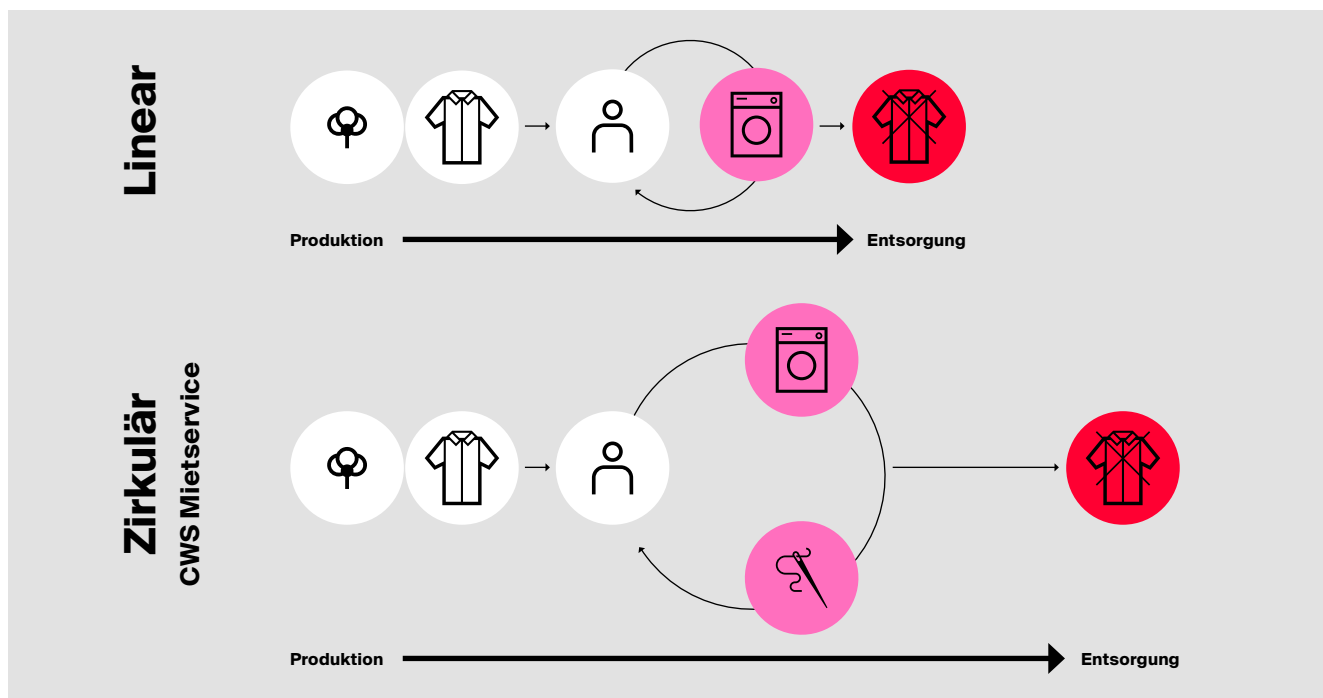 Linear
Produktion
Entsorgung
Zirkulär
CWS Mietservice
Produktion
Entsorgung